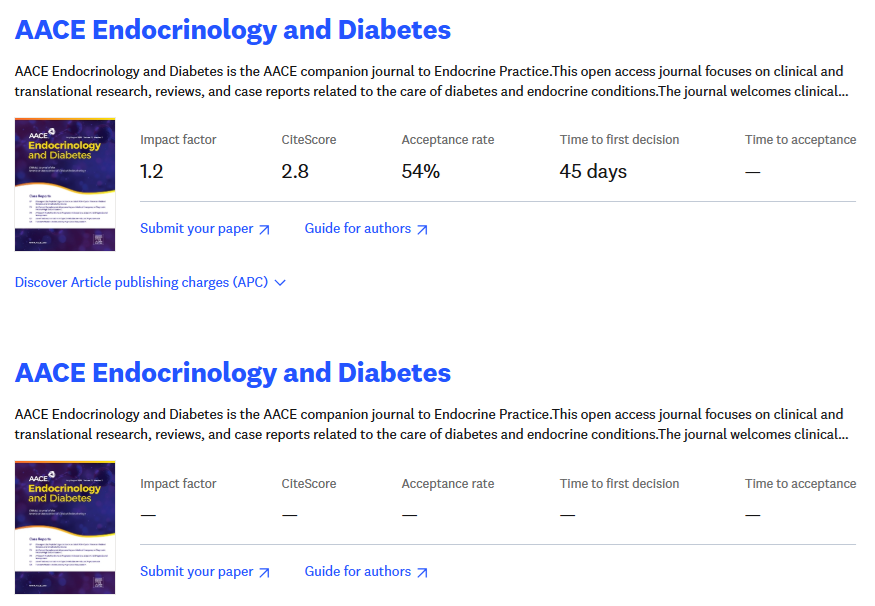 AACE Endocrinology and Diabetes
AACE Endocrinology and Diabetes is the AACE companion journal to Endocrine Practice.This open access journal focuses on clinical and
translational research, reviews, and case reports related to the care of diabetes and endocrine conditions.The journal welcomes clinical...
AACE
Endocrinology
and Diabetes
Case Reports
Impact factor CiteScore Acceptance rate Time to first decision Time to acceptance
1.2 2.8 54% 45 days —
Submit your paper Guide for authors
Discover Article publishing charges (APC)
AACE Endocrinology and Diabetes
AACE Endocrinology and Diabetes is the AACE companion journal to Endocrine Practice.This open access journal focuses on clinical and
translational research, reviews, and case reports related to the care of diabetes and endocrine conditions.The journal welcomes clinical...
AACE
Endocrinology
and Diabetes
Case Reports
Impact factor CiteScore Acceptance rate Time to first decision Time to acceptance
— — — — —
Submit your paper Guide for authors